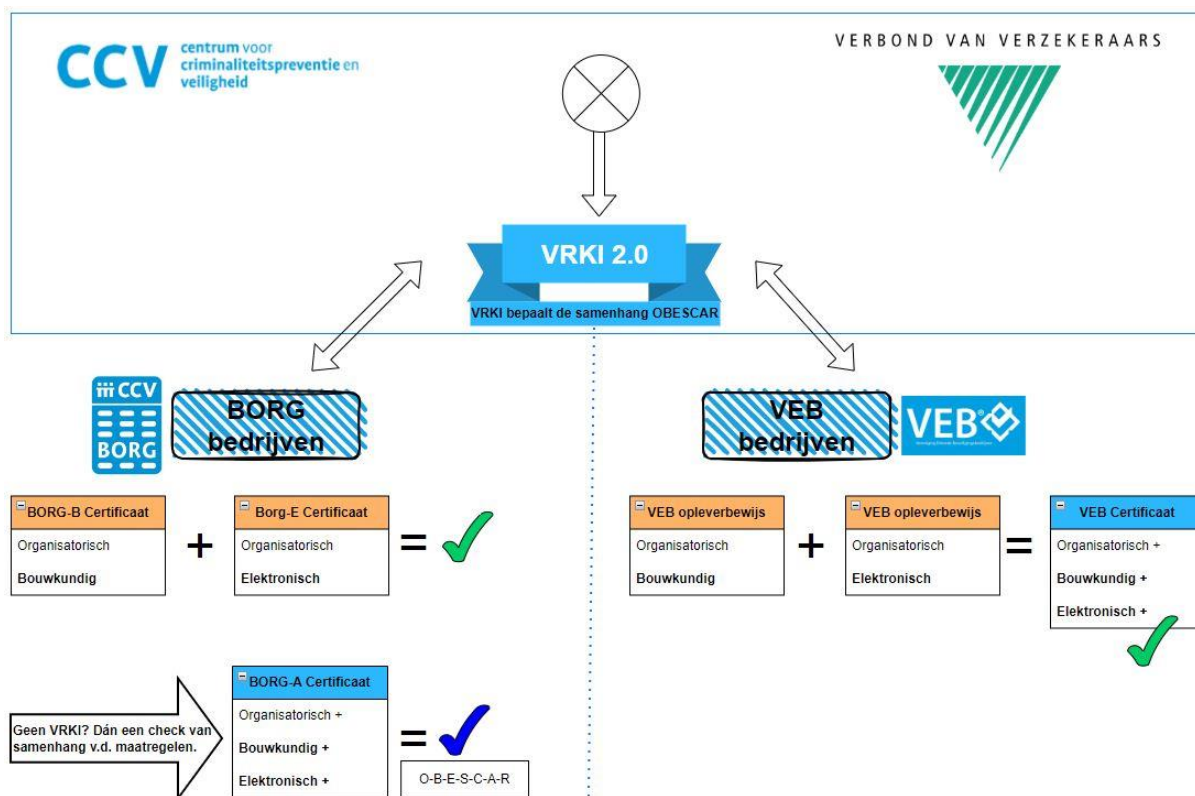 CCV
centrum voor
criminaliteitspreventie en
veiligheid
VERBOND VAN VERZEKERAARS
VRKI 2.0
VRKI bepaalt de samenhang OBESCAR
CCV
BORG
BORG
bedrijven
VEB
bedrijven
VEB®
BORG-B Certificaat
Organisatorisch
Bouwkundig
+
Borg-E Certificaat
Organisatorisch
Elektronisch
=
VEB opleverbewijs
Organisatorisch
Bouwkundig
+
VEB opleverbewijs
Organisatorisch
Elektronisch
=
VEB Certificaat
Organisatorisch +
Bouwkundig +
Elektronisch +
Geen VRKI? Dán een check van
samenhang v.d. maatregelen.
BORG-A Certificaat
Organisatorisch +
Bouwkundig +
Elektronisch +
=
O-B-E-S-C-A-R